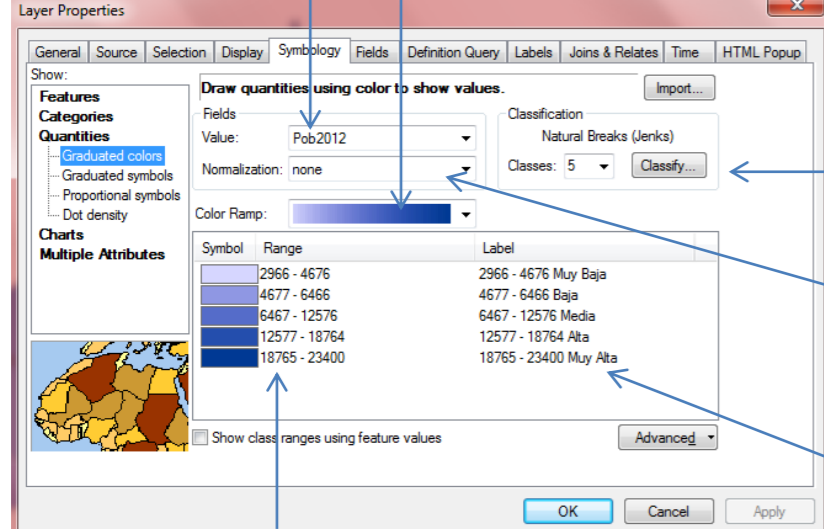 Layer Properties
General Source Selection Display Symbology Fields Definition Query Labels Joins & Relates Time HTML Popup
Show:
Features
Categories
Quantities
Graduated colors
Graduated symbols
Proportional symbols
Dot density
Charts
Multiple Attributes
Draw quantities using color to show values.
Import...
Fields
Value: Pob2012
Normalization: none
Classification
Natural Breaks (Jenks)
Classes: 5 Classify...
Color Ramp:
Symbol Range Label
2966 - 4676 2966 - 4676 Muy Baja
4677 - 6466 4677 - 6466 Baja
6467 - 12576 6467 - 12576 Media
12577 - 18764 12577 - 18764 Alta
18765 - 23400 18765 - 23400 Muy Alta
Show class ranges using feature values
Advanced
OK Cancel Apply